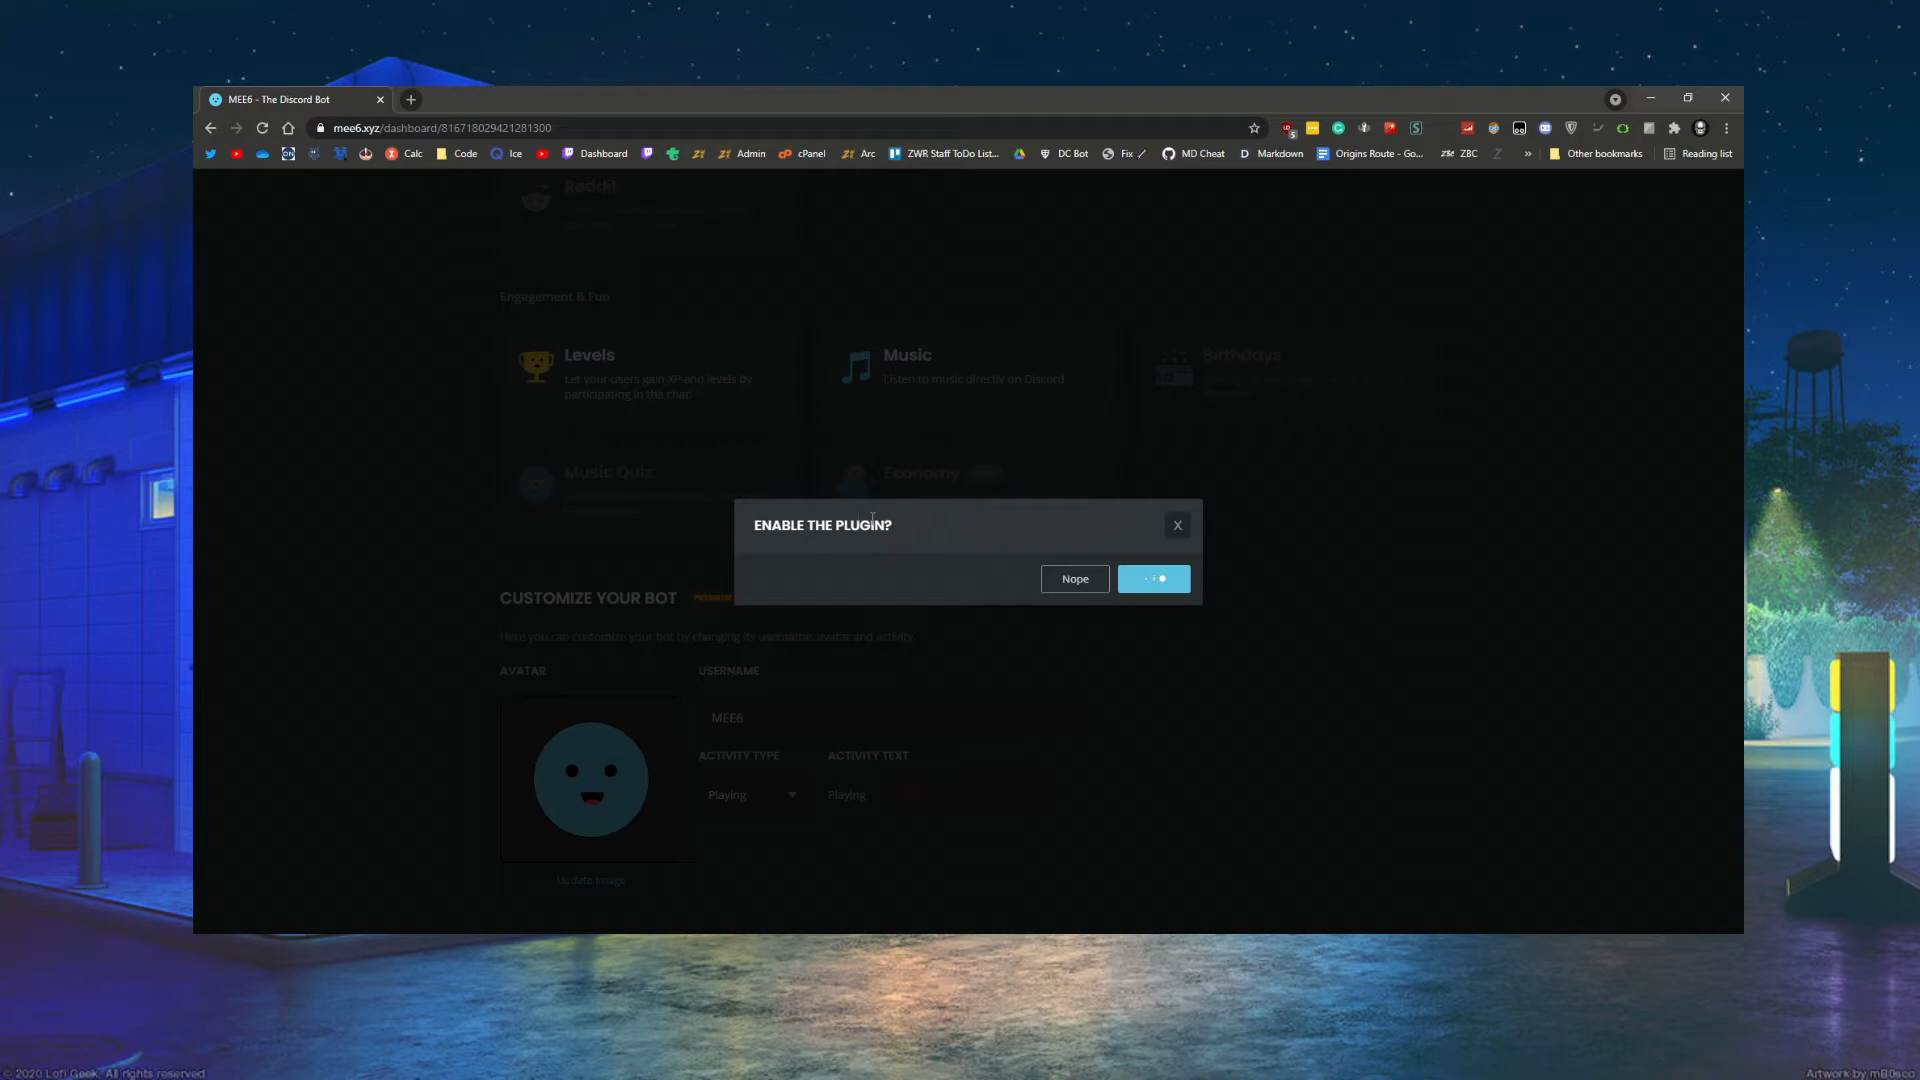 MEE6 - The Discord Bot
mee6.xyz/dashboard/816718029421281300
Calc Code Ice Dashboard Admin cPanel Arc ZWR Staff ToDo List... DC Bot Fix MD Cheat Markdown Origins Route - Go... ZBC » Other bookmarks Reading list
Reddit
Engagement & Fun
Levels
Let your users gain XP and levels by
participating in the chat!
Music
Listen to music directly on Discord
Birthdays
Music Quiz
Economy
ENABLE THE PLUGIN?
X
Nope
CUSTOMIZE YOUR BOT PREMIUM
Here you can customize your bot by changing its username, avatar and activity.
AVATAR
USERNAME
MEE6
ACTIVITY TYPE
ACTIVITY TEXT
Playing
Playing
Update Image
© 2020 Lofi Geek. All rights reserved
Artwork by mB0sco